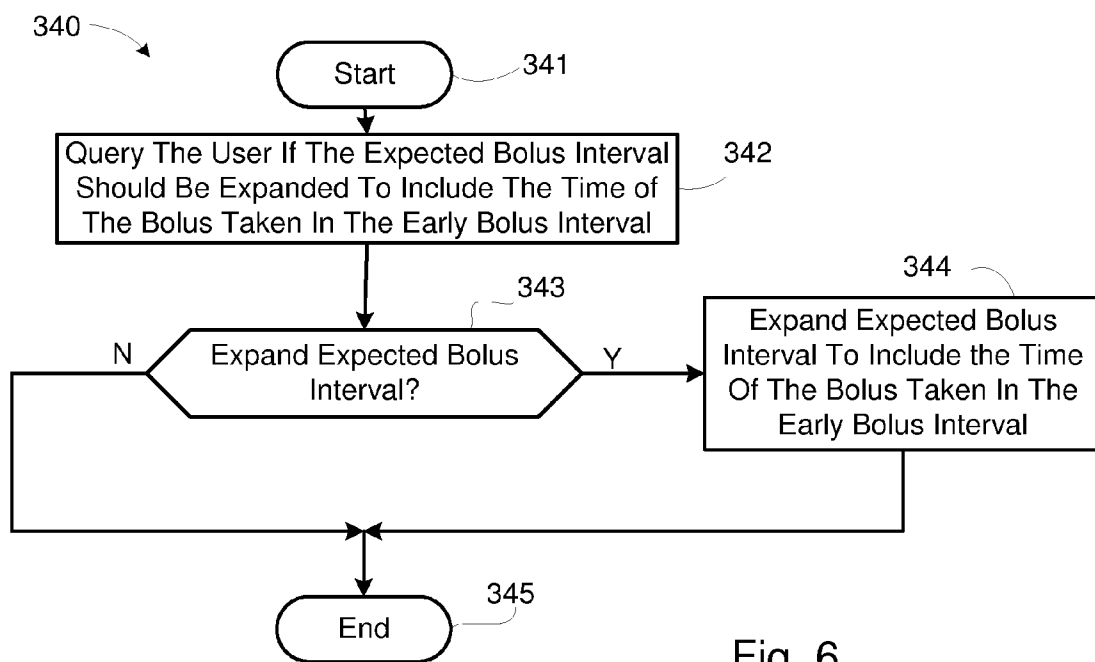 340
Start
341
Query The User If The Expected Bolus Interval
Should Be Expanded To Include The Time of
The Bolus Taken In The Early Bolus Interval
342
343
344
N
Expand Expected Bolus
Interval?
Y
Expand Expected Bolus
Interval To Include the Time
Of The Bolus Taken In The
Early Bolus Interval
End
345
Fig. 6